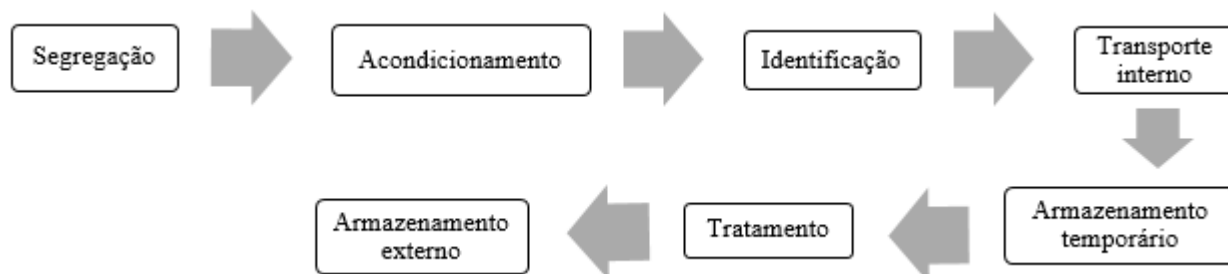 Segregação
Acondicionamento
Identificação
Transporte
interno
Armazenamento
temporário
Tratamento
Armazenamento
externo